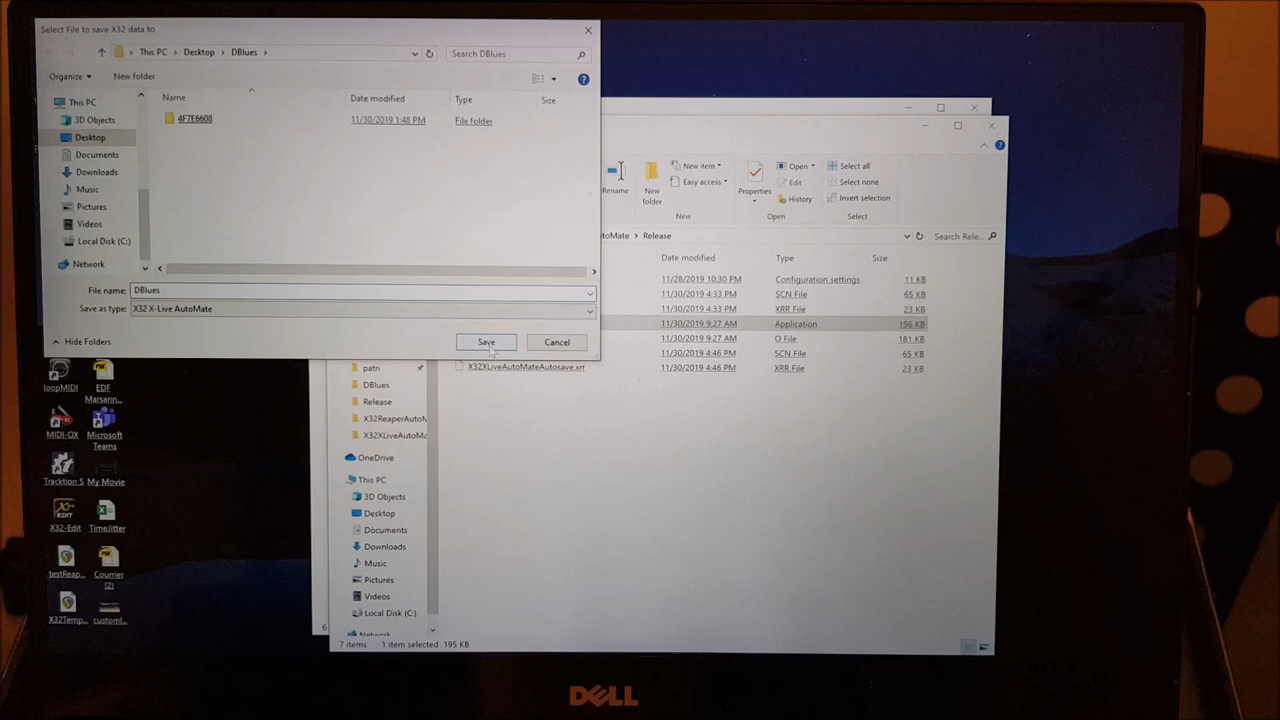 Select File to save X32 data to
This PC > Desktop > DBlues >
Search DBlues
Organize
New folder
Name
Date modified
Type
Size
This PC
3D Objects
Desktop
Documents
Downloads
Music
Pictures
Videos
Local Disk (C:)
Network
4F7E6608
11/30/2019 1:48 PM
File folder
File name: DBlues
Save as type: X32 X-Live AutoMate
Hide Folders
Save
Cancel
Rename
New folder
New item
Easy access
New
Properties
Open
Edit
History
Open
Select all
Select none
Invert selection
Select
utoMate > Release
Search Rele...
Date modified
Type
Size
11/28/2019 10:30 PM
Configuration settings
11 KB
11/30/2019 4:33 PM
SCN File
65 KB
11/30/2019 4:33 PM
XRR File
23 KB
11/30/2019 9:27 AM
Application
196 KB
11/30/2019 9:27 AM
O File
181 KB
11/30/2019 4:46 PM
SCN File
65 KB
X32XLiveAutoMateAutosave.xrr
11/30/2019 4:46 PM
XRR File
23 KB
patri
DBlues
Release
X32ReaperAutoM
X32XLiveAutoMa
OneDrive
This PC
3D Objects
Desktop
Documents
Downloads
Music
Pictures
Videos
Local Disk (C:)
Network
6
7 items
1 item selected 195 KB
loopMIDI
EDF Marsann...
MIDI-OX
Microsoft Teams
Tracktion 5
My Movie
X32-Edit
TimeJitter
testReap...
Courrier (2)
X32Temp...
customI...
DELL